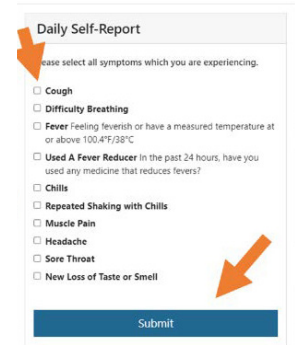 Daily Self-Report
ease select all symptoms which you are experiencing.
Cough
Difficulty Breathing
Fever Feeling feverish or have a measured temperature at
or above 100.4°F/38°C
Used A Fever Reducer In the past 24 hours, have you
used any medicine that reduces fevers?
Chills
Repeated Shaking with Chills
Muscle Pain
Headache
Sore Throat
New Loss of Taste or Smell
Submit